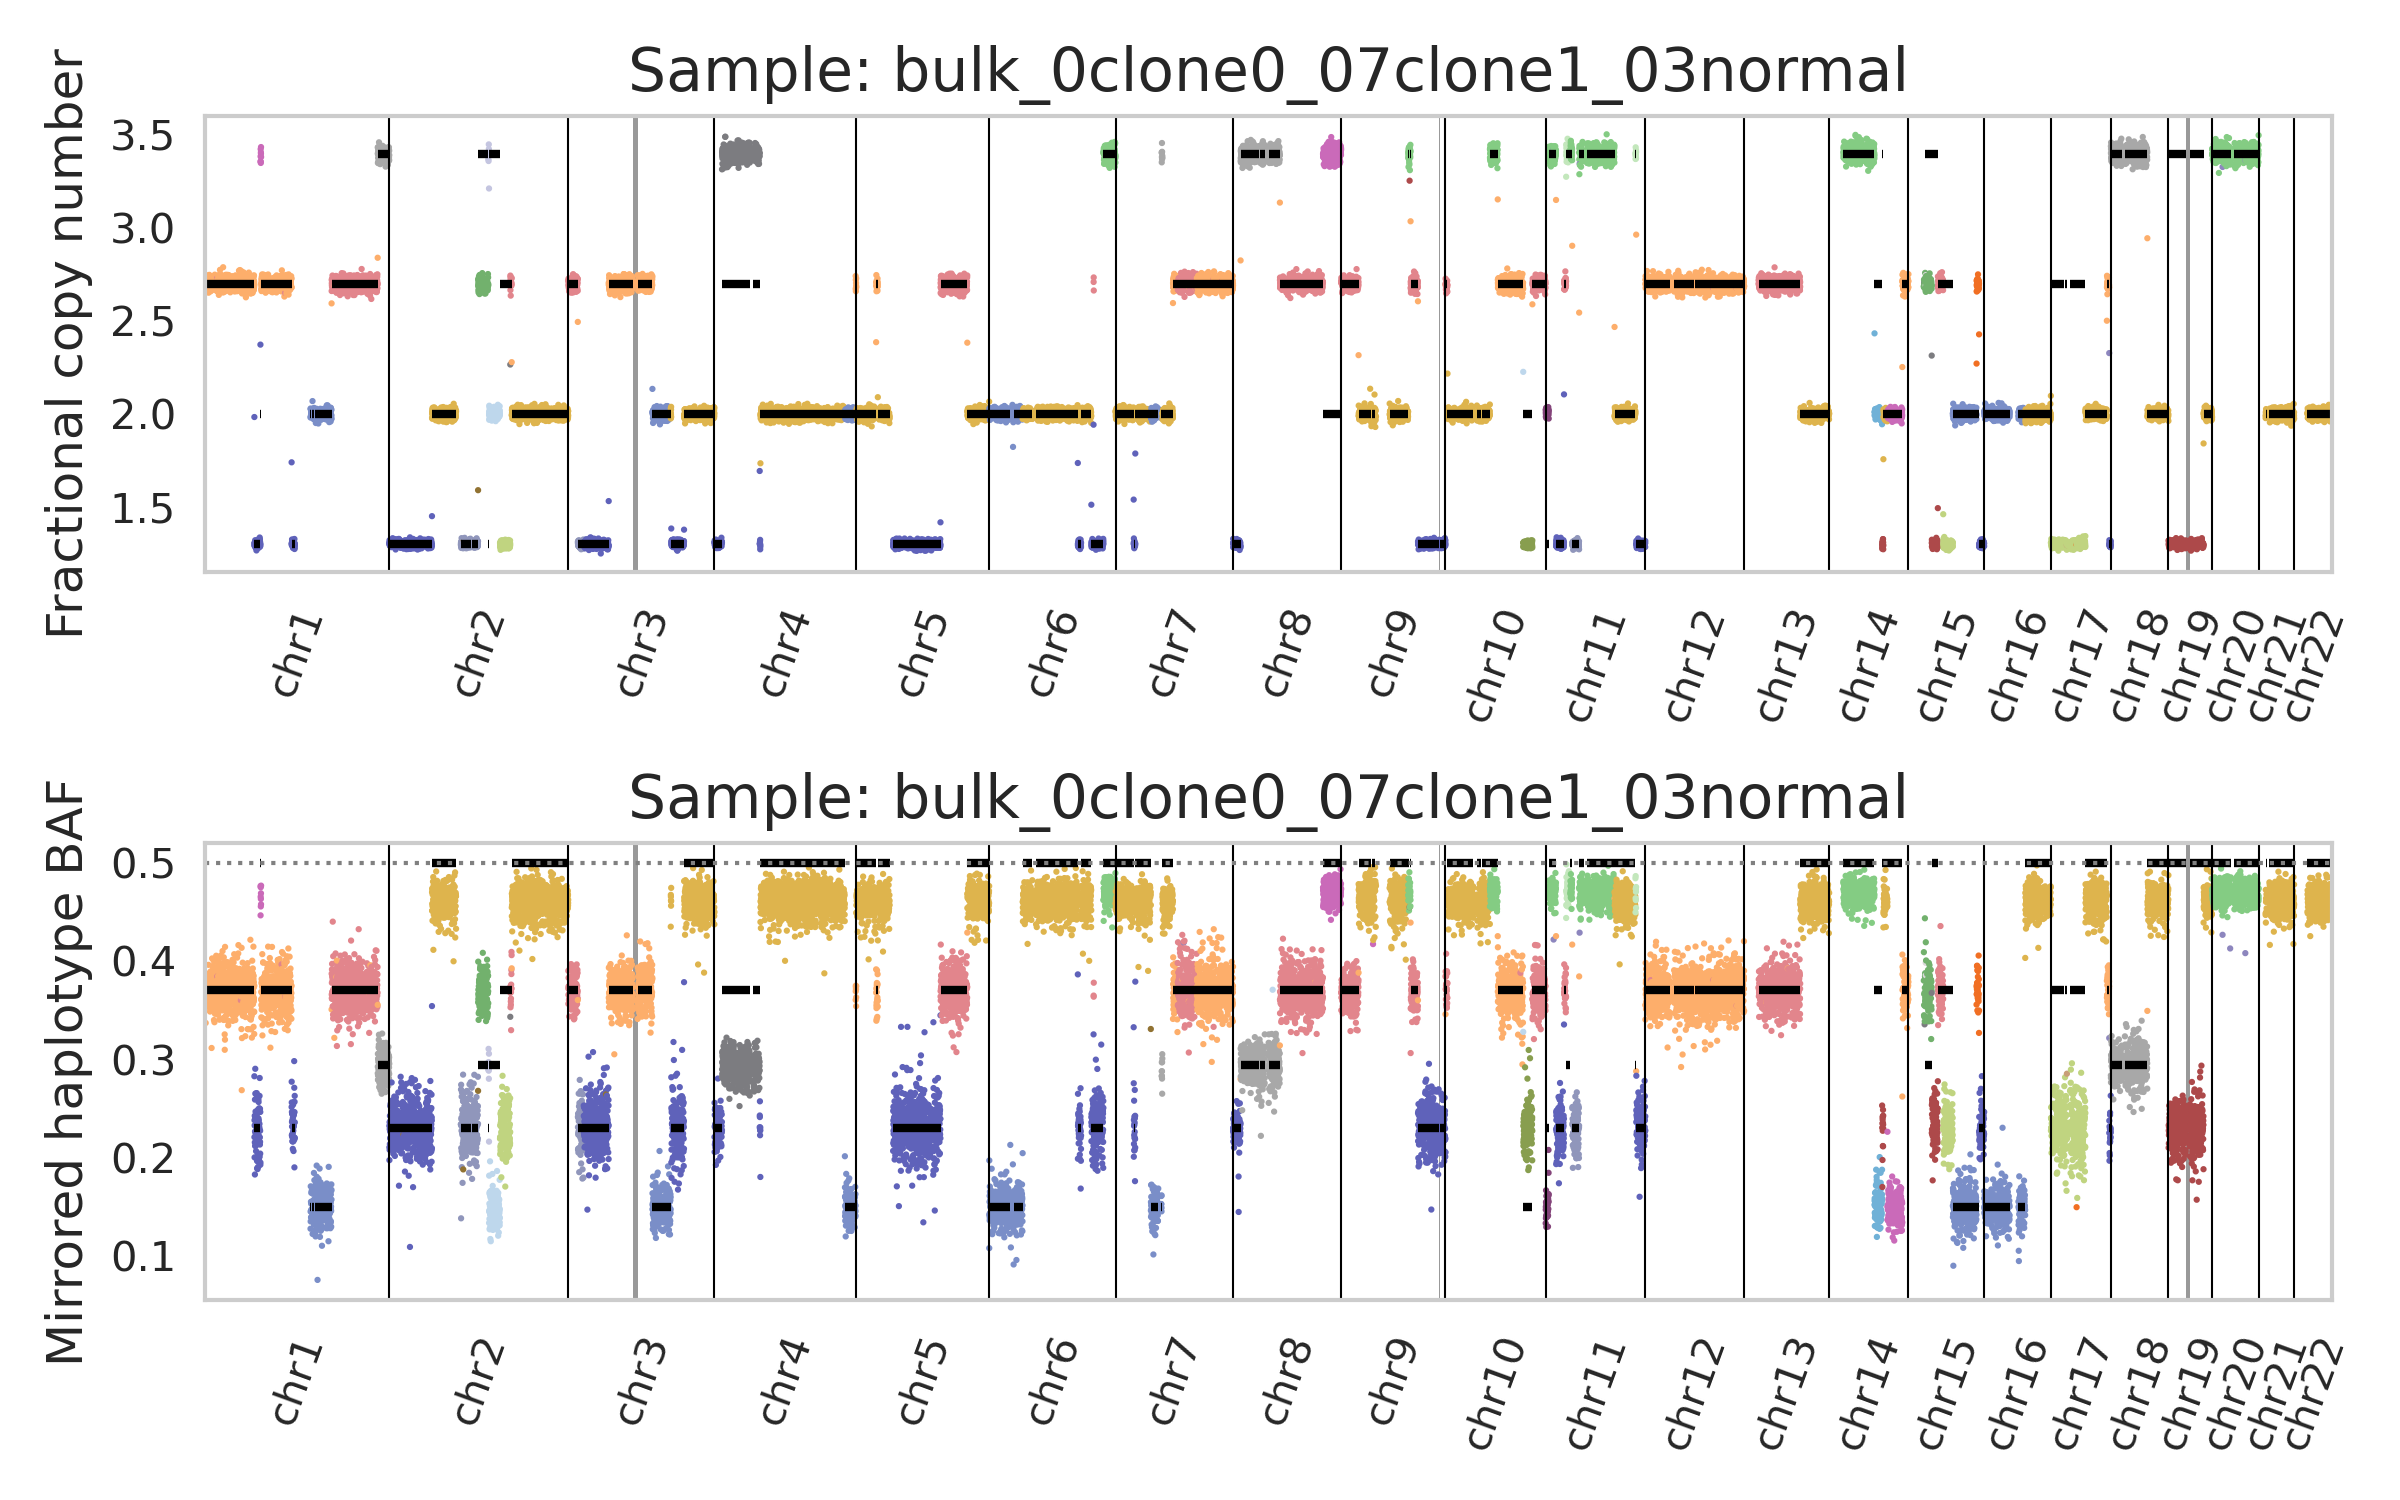 Sample: bulk_0clone0_07clone1_03normal
Fractional copy number
3.5
3.0
2.5
2.0
1.5
chr1
chr2
chr3
chr4
chr5
chr6
chr7
chr8
chr9
chr10
chr11
chr12
chr13
chr14
chr15
chr16
chr17
chr18
chr19
chr20
chr21
chr22
Sample: bulk_0clone0_07clone1_03normal
Mirrored haplotype BAF
0.5
0.4
0.3
0.2
0.1
chr1
chr2
chr3
chr4
chr5
chr6
chr7
chr8
chr9
chr10
chr11
chr12
chr13
chr14
chr15
chr16
chr17
chr18
chr19
chr20
chr21
chr22